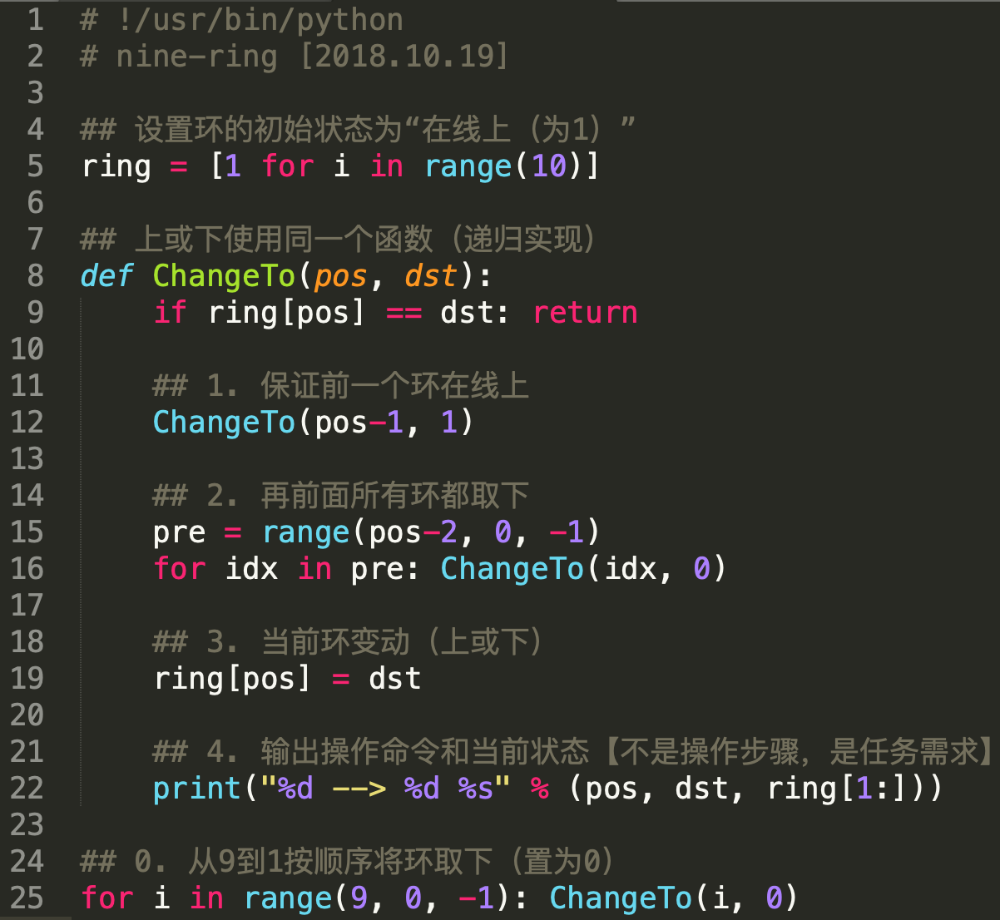 1 # !/usr/bin/python
2 # nine-ring [2018.10.19]
3
4 ## 设置环的初始状态为“在线上（为1）”
5 ring = [1 for i in range(10)]
6
7 ## 上或下使用同一个函数（递归实现）
8 def ChangeTo(pos, dst):
9     if ring[pos] == dst: return
10
11     ## 1. 保证前一个环在线上
12     ChangeTo(pos-1, 1)
13
14     ## 2. 再前面所有环都取下
15     pre = range(pos-2, 0, -1)
16     for idx in pre: ChangeTo(idx, 0)
17
18     ## 3. 当前环变动（上或下）
19     ring[pos] = dst
20
21     ## 4. 输出操作命令和当前状态【不是操作步骤，是任务需求】
22     print("%d --> %d %s" % (pos, dst, ring[1:]))
23
24 ## 0. 从9到1按顺序将环取下（置为0）
25 for i in range(9, 0, -1): ChangeTo(i, 0)